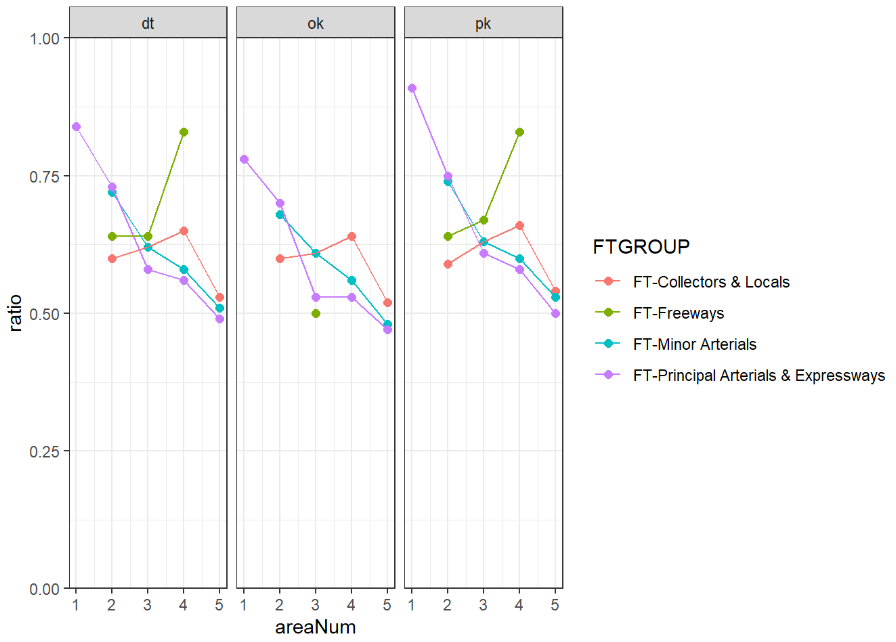 dt ok pk
1.00
0.75
0.50
0.25
0.00
ratio
1 2 3 4 5 1 2 3 4 5 1 2 3 4 5
areaNum
FTGROUP
FT-Collectors & Locals
FT-Freeways
FT-Minor Arterials
FT-Principal Arterials & Expressways